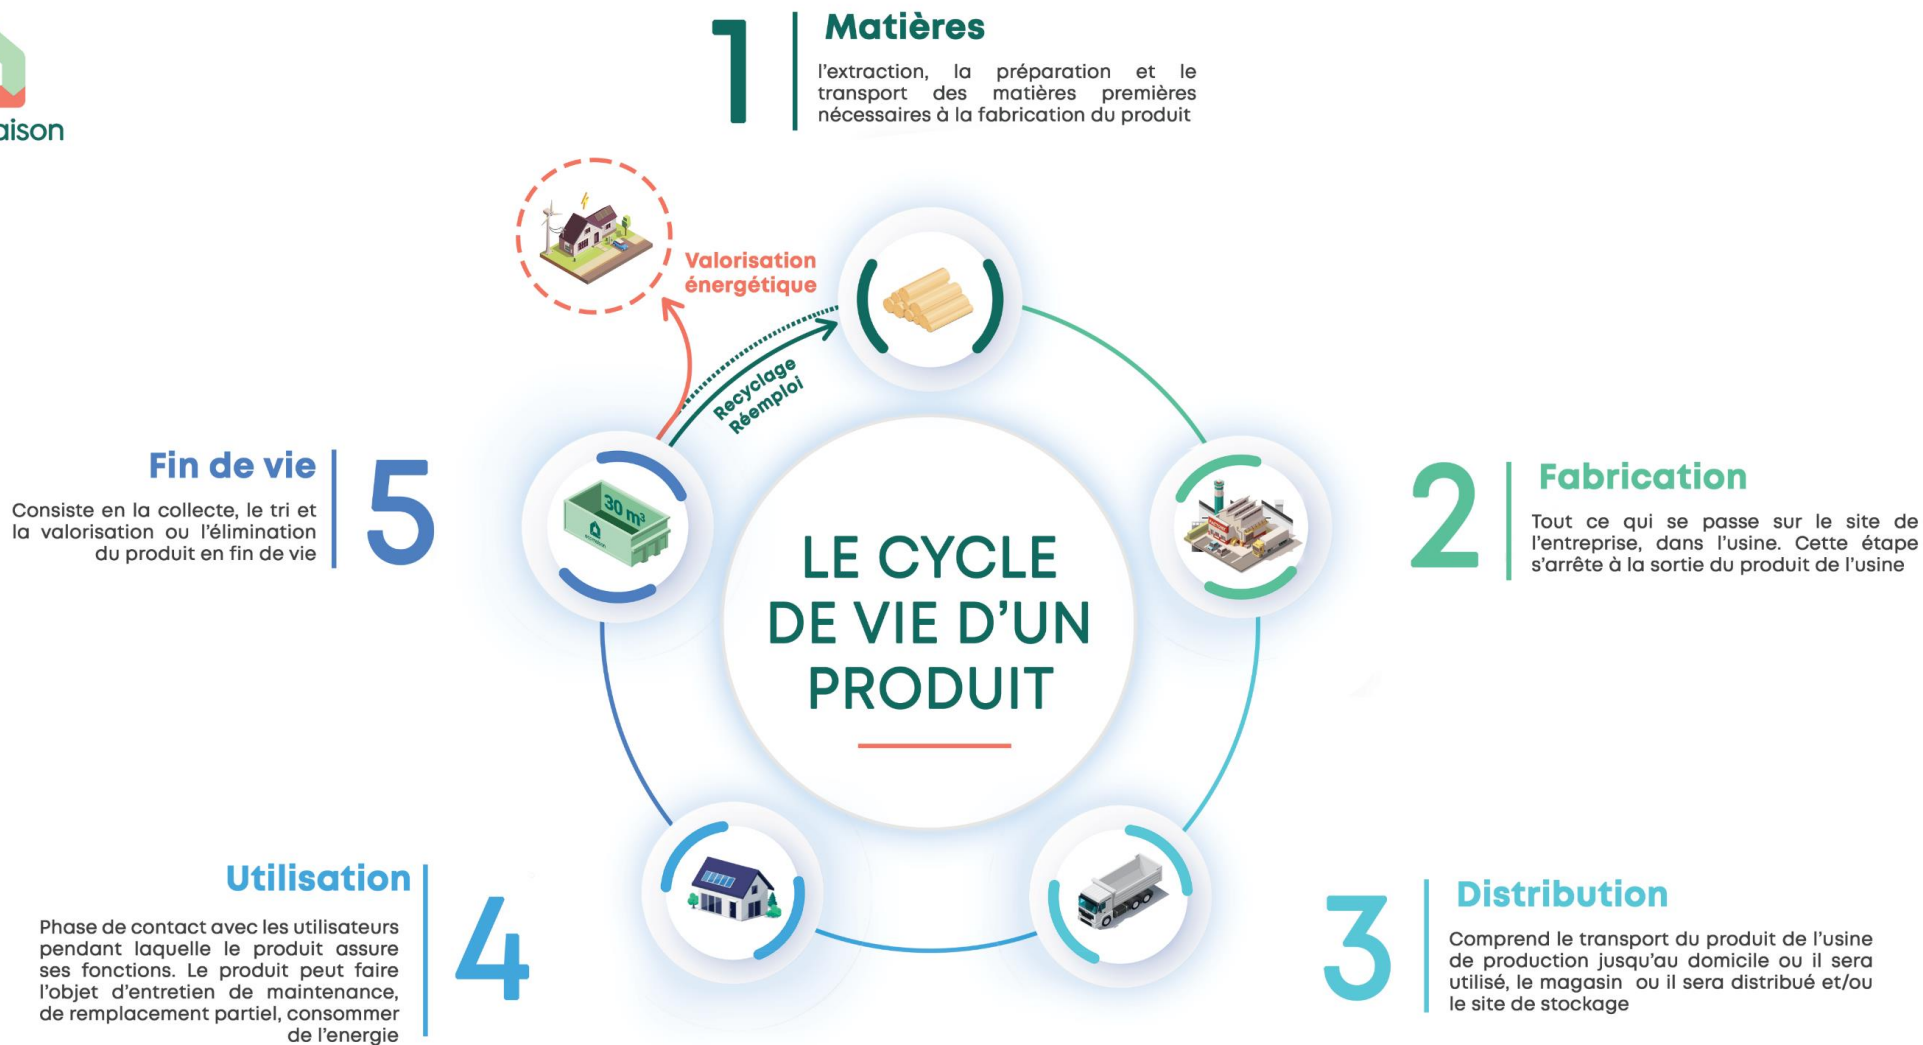 1
Matières
l'extraction, la préparation et le
transport des matières premières
nécessaires à la fabrication du produit
aison
Valorisation
énergétique
Recyclage
Réemploi
Fin de vie
5
Consiste en la collecte, le tri et
la valorisation ou l'élimination
du produit en fin de vie
30 m³
LE CYCLE
DE VIE D'UN
PRODUIT
2
Fabrication
Tout ce qui se passe sur le site de
l'entreprise, dans l'usine. Cette étape
s'arrête à la sortie du produit de l'usine
Utilisation
4
Phase de contact avec les utilisateurs
pendant laquelle le produit assure
ses fonctions. Le produit peut faire
l'objet d'entretien de maintenance,
de remplacement partiel, consommer
de l'energie
3
Distribution
Comprend le transport du produit de l'usine
de production jusqu'au domicile ou il sera
utilisé, le magasin ou il sera distribué et/ou
le site de stockage